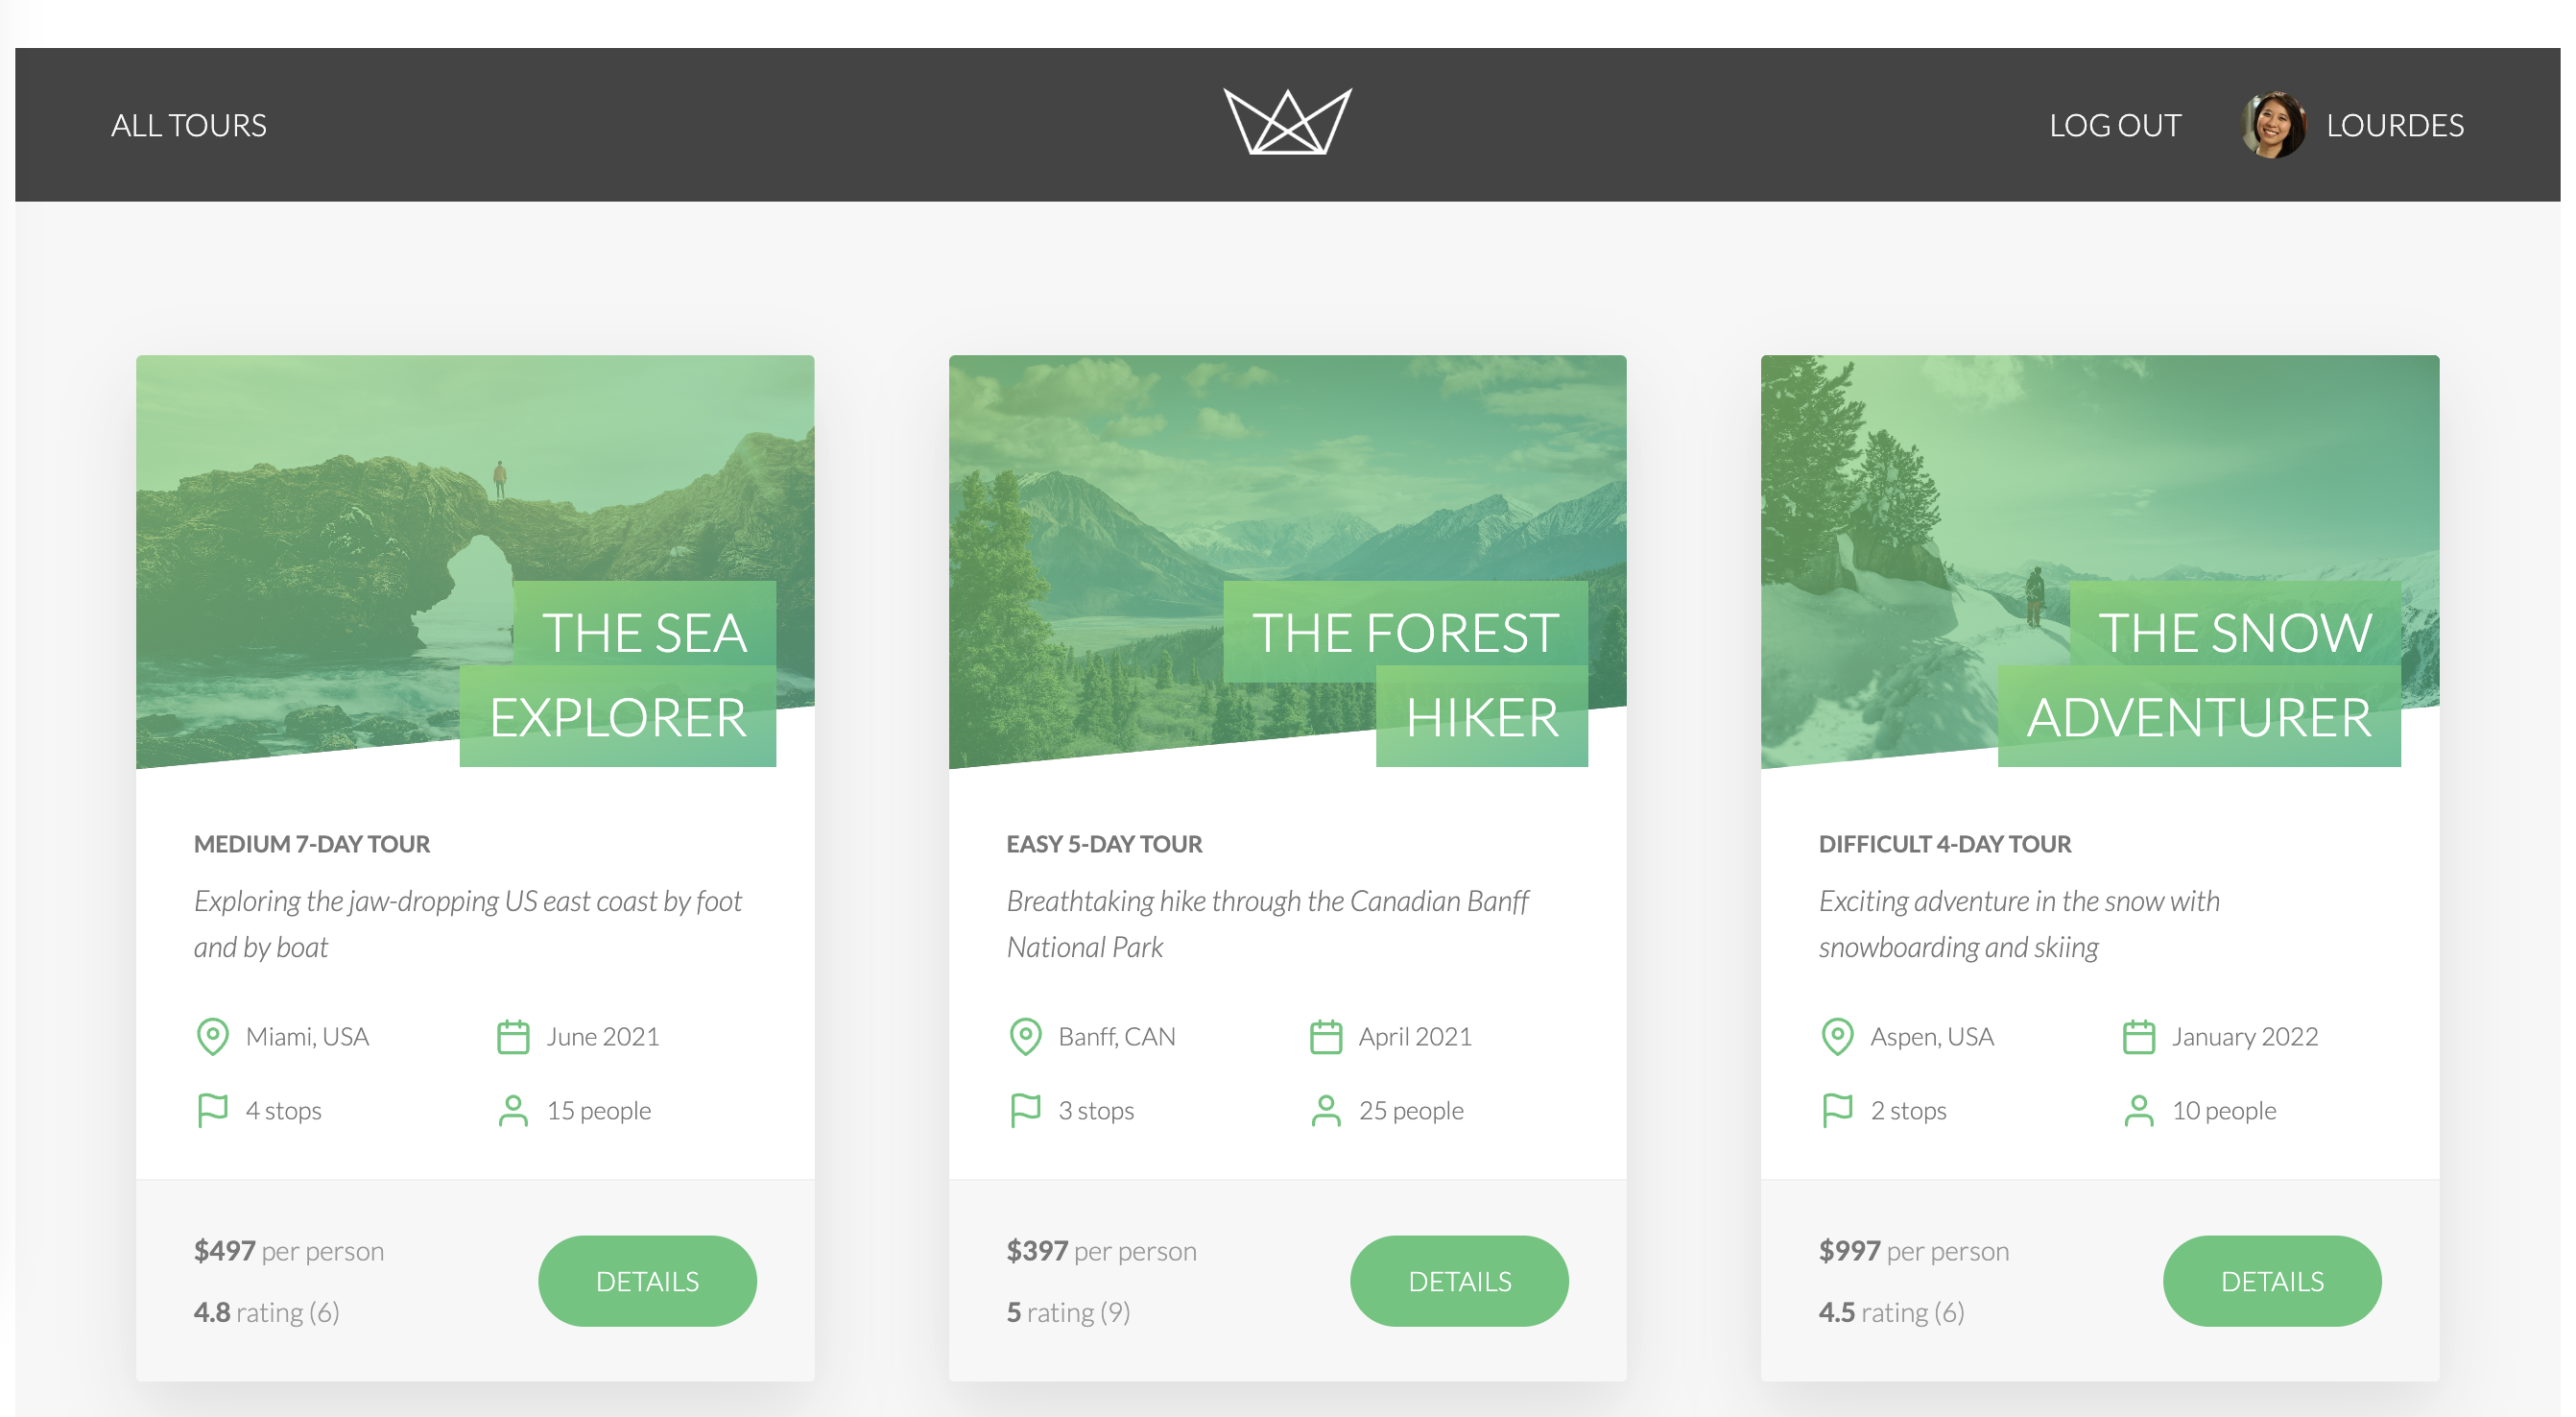 ALL TOURS
LOG OUT
LOURDES
THE SEA
EXPLORER
MEDIUM 7-DAY TOUR
Exploring the jaw-dropping US east coast by foot
and by boat
Miami, USA
June 2021
4 stops
15 people
$497 per person
4.8 rating (6)
DETAILS
THE FOREST
HIKER
EASY 5-DAY TOUR
Breathtaking hike through the Canadian Banff
National Park
Banff, CAN
April 2021
3 stops
25 people
$397 per person
5 rating (9)
DETAILS
THE SNOW
ADVENTURER
DIFFICULT 4-DAY TOUR
Exciting adventure in the snow with
snowboarding and skiing
Aspen, USA
January 2022
2 stops
10 people
$997 per person
4.5 rating (6)
DETAILS